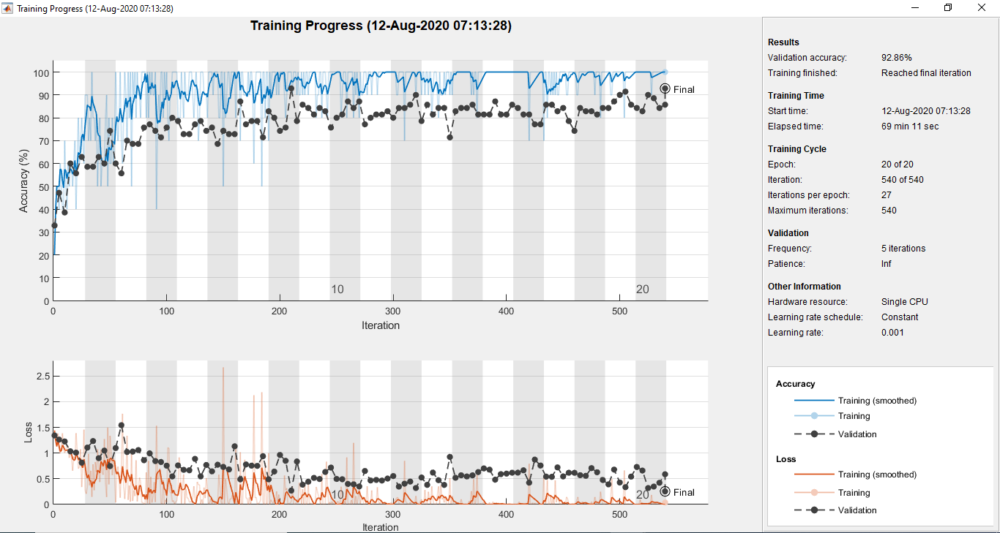 Training Progress (12-Aug-2020 07:13:28)
Training Progress (12-Aug-2020 07:13:28)
100
90
80
70
60
50
40
30
20
10
0
Accuracy (%)
Final
10
20
0
100
200
300
400
500
Iteration
2.5
2
1.5
1
0.5
0
Loss
Final
10
20
0
100
200
300
400
500
Iteration
Results
Validation accuracy: 92.86%
Training finished: Reached final iteration
Training Time
Start time: 12-Aug-2020 07:13:28
Elapsed time: 69 min 11 sec
Training Cycle
Epoch: 20 of 20
Iteration: 540 of 540
Iterations per epoch: 27
Maximum iterations: 540
Validation
Frequency: 5 iterations
Patience: Inf
Other Information
Hardware resource: Single CPU
Learning rate schedule: Constant
Learning rate: 0.001
Accuracy
Training (smoothed)
Training
Validation
Loss
Training (smoothed)
Training
Validation